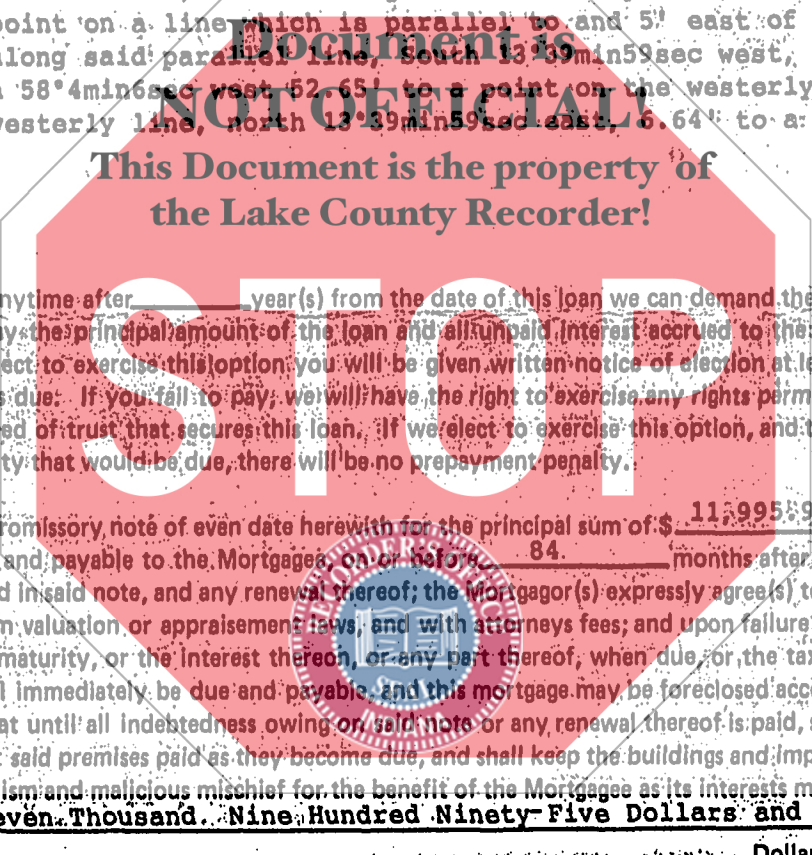 point on a line which is parallel to and 5' east of
along said parallel line, South 13°39min59sec west,
58°4min6sec west 52.65' to a point on the westerly
westerly line, north 13°39min59sec east, 6.64' to a
Document is
NOT OFFICIAL!
This Document is the property of
the Lake County Recorder!
STOP
nytime after year(s) from the date of this loan we can demand the
y the principal amount of the loan and all unpaid interest accrued to the
ect to exercise this option you will be given written notice of election at le
s due. If you fail to pay, we will have the right to exercise any rights perm
ed of trust that secures this loan. If we elect to exercise this option, and t
ty that would be due, there will be no prepayment penalty.
romissory note of even date herewith for the principal sum of $ 11,995.9
and payable to the Mortgagee, on or before 84 months after
d in said note, and any renewal thereof; the Mortgagor(s) expressly agree(s) t
m valuation or appraisement laws, and with attorneys fees; and upon failure
maturity, or the interest thereon, or any part thereof, when due, or the tax
l immediately be due and payable, and this mortgage may be foreclosed acc
at until all indebtedness owing on said note or any renewal thereof is paid,
said premises paid as they become due, and shall keep the buildings and imp
ism and malicious mischief for the benefit of the Mortgagee as its interests m
even Thousand Nine Hundred Ninety-Five Dollars and
Dolla